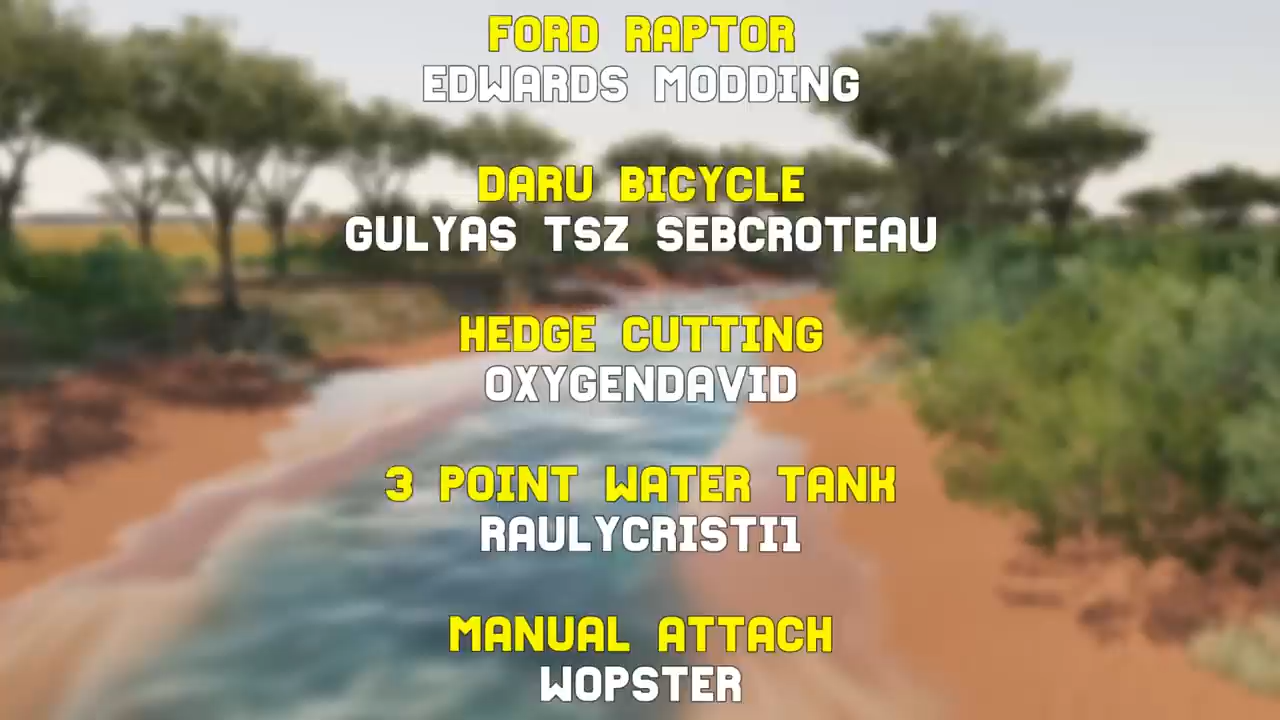 FORD RAPTOR
EDWARDS MODDING
DARU BICYCLE
GULYAS TSZ SEBCROTEAU
HEDGE CUTTING
OXYGENDAVID
3 POINT WATER TANK
RAULYCRISTI1
MANUAL ATTACH
WOPSTER